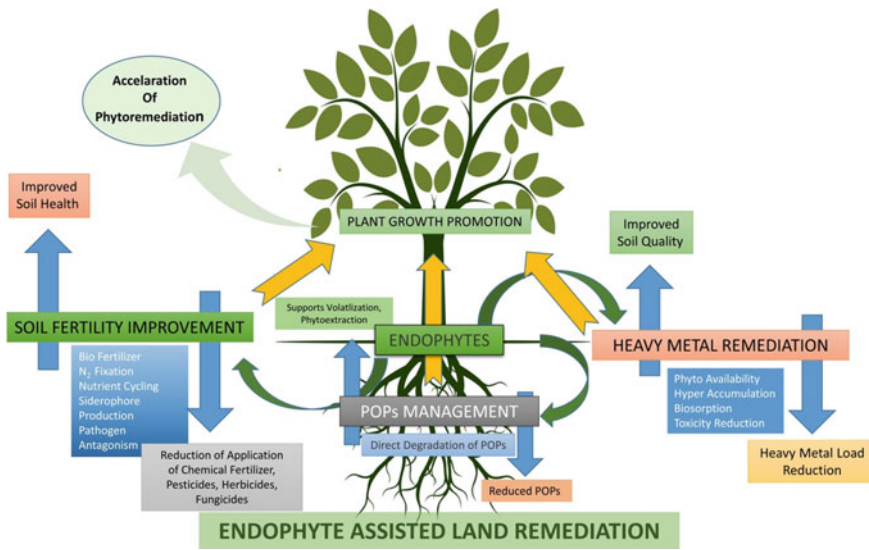 Accelaration
Of
Phytoremediation
Improved
Soil Health
PLANT GROWTH PROMOTION
Improved
Soil Quality
Supports Volatlization,
Phytoextraction
SOIL FERTILITY IMPROVEMENT
ENDOPHYTES
HEAVY METAL REMEDIATION
Bio Fertilizer
N₂ Fixation
Nutrient Cycling
Siderophore
Production
Pathogen
Antagonism
Phyto Availability
Hyper Accumulation
Biosorption
Toxicity Reduction
POPs MANAGEMENT
Direct Degradation of POPs
Reduction of Application
of Chemical Fertilizer,
Pesticides, Herbicides,
Fungicides
Heavy Metal Load
Reduction
Reduced POPs
ENDOPHYTE ASSISTED LAND REMEDIATION